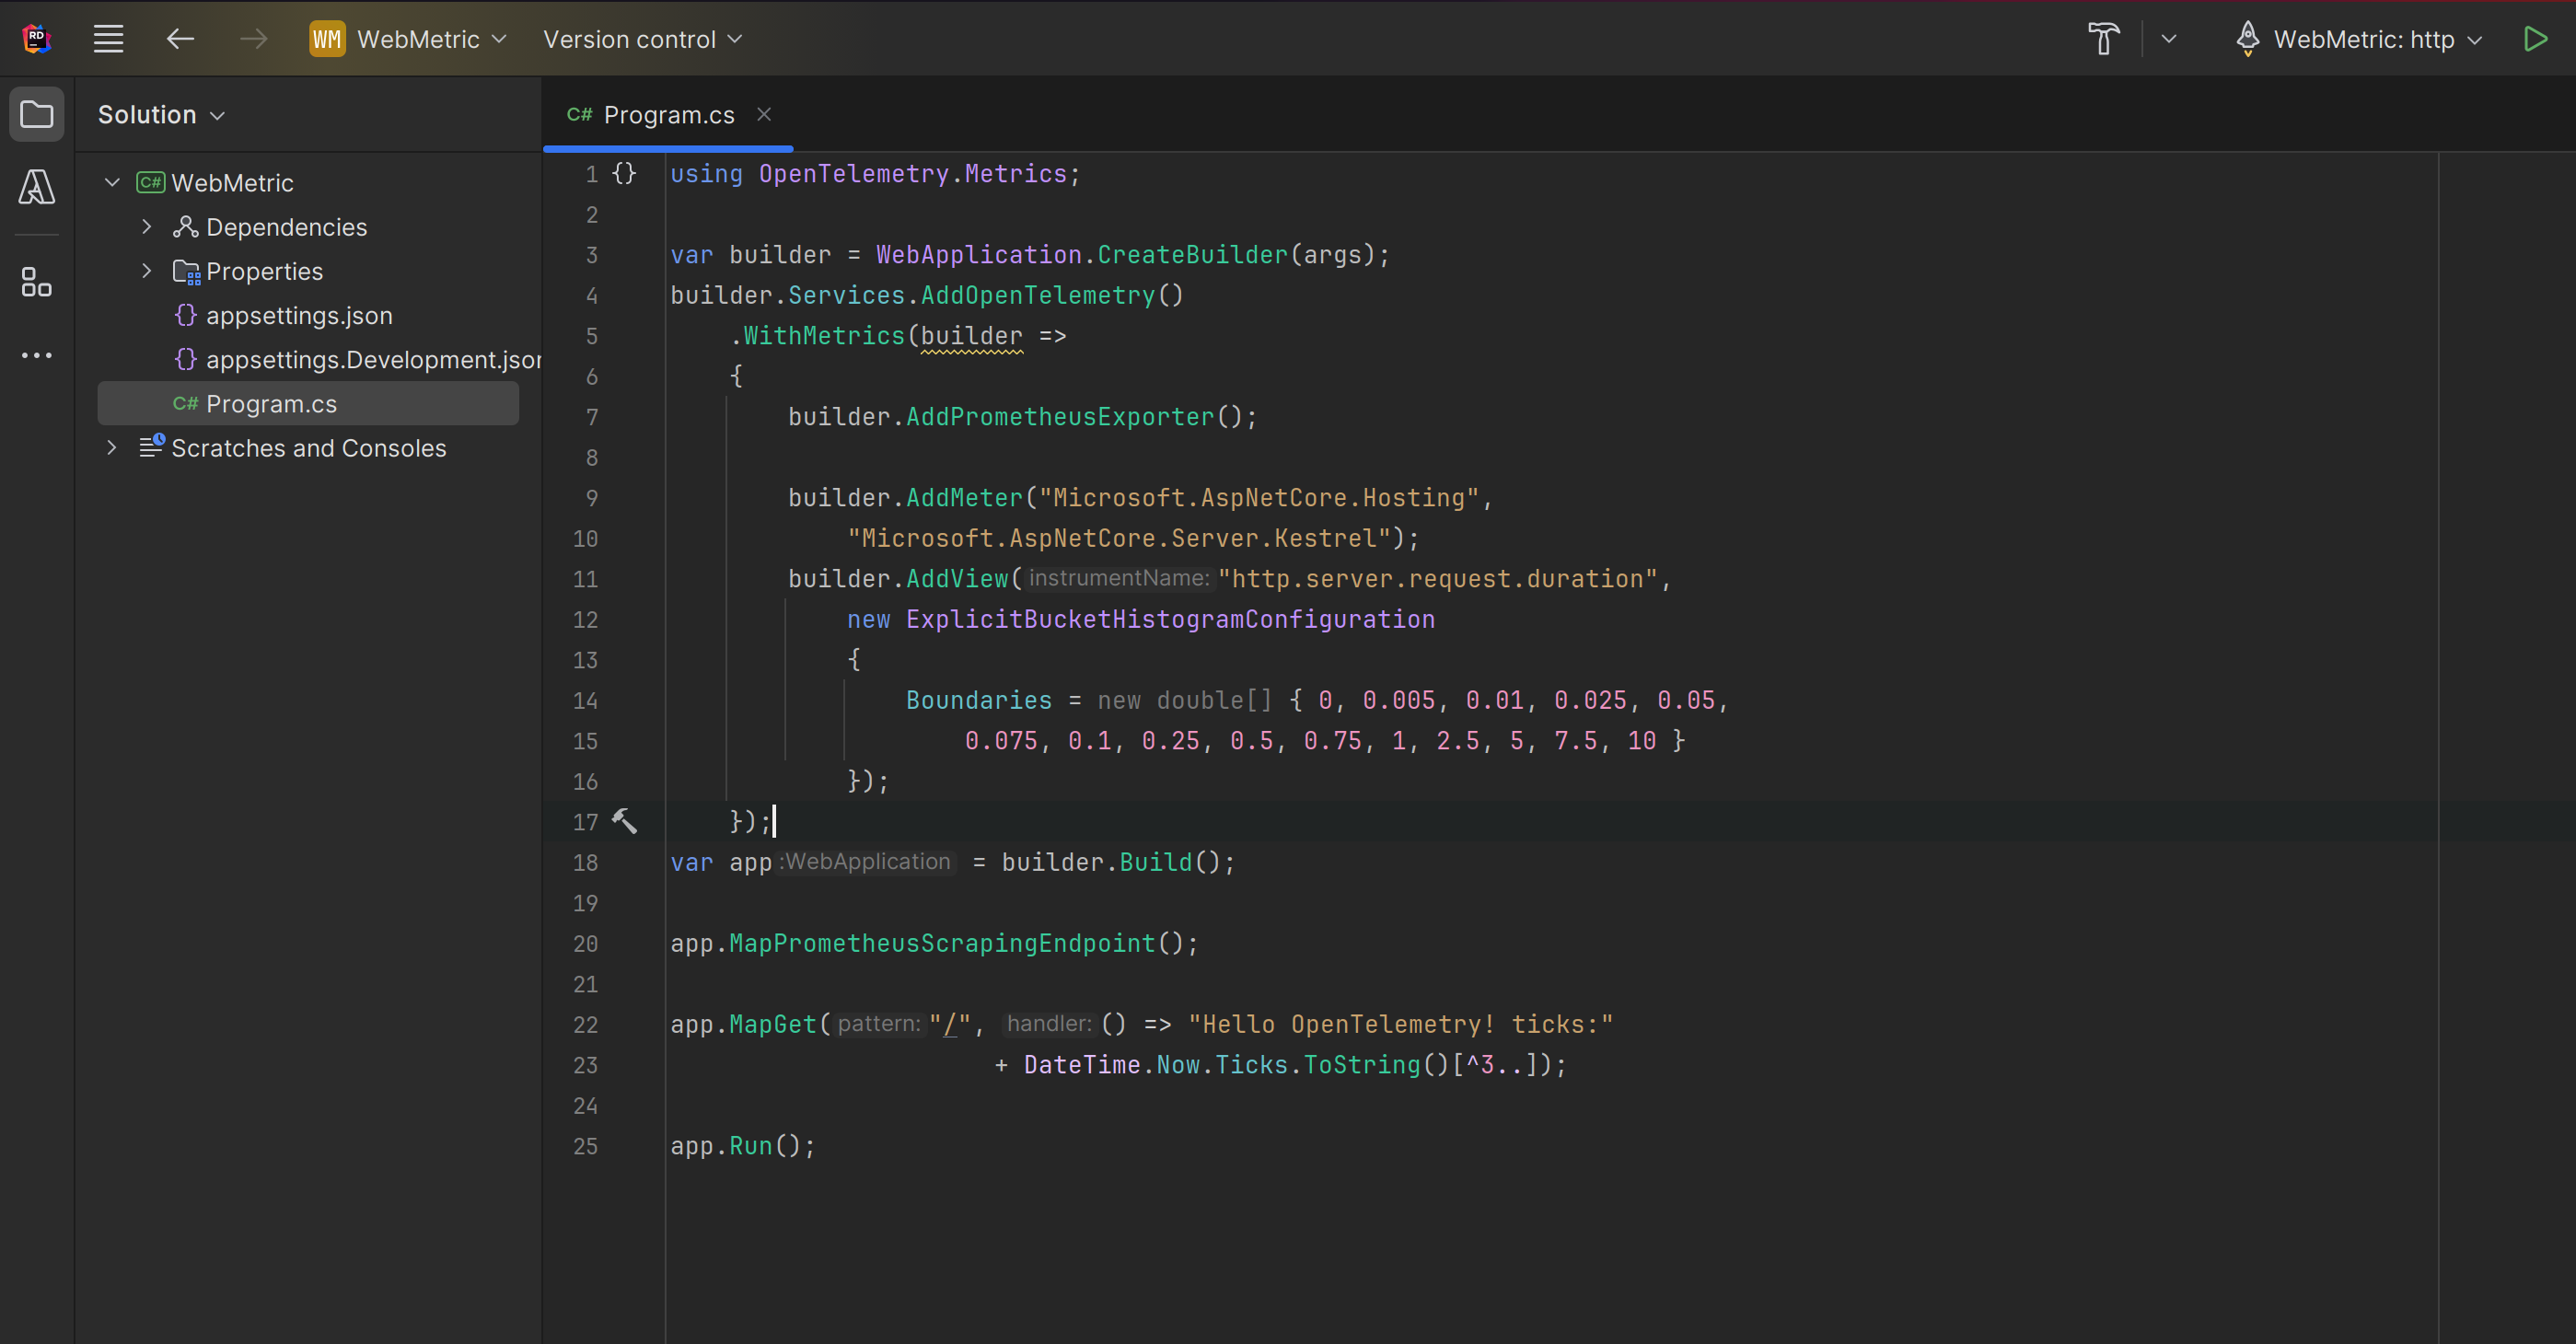 RD
WM WebMetric
Version control
WebMetric: http
Solution
C# Program.cs
C# WebMetric
Dependencies
Properties
{} appsettings.json
{} appsettings.Development.json
C# Program.cs
Scratches and Consoles
1 {} using OpenTelemetry.Metrics;
2
3 var builder = WebApplication.CreateBuilder(args);
4 builder.Services.AddOpenTelemetry()
5 .WithMetrics(builder =>
6 {
7 builder.AddPrometheusExporter();
8
9 builder.AddMeter("Microsoft.AspNetCore.Hosting",
10 "Microsoft.AspNetCore.Server.Kestrel");
11 builder.AddView(instrumentName:"http.server.request.duration",
12 new ExplicitBucketHistogramConfiguration
13 {
14 Boundaries = new double[] { 0, 0.005, 0.01, 0.025, 0.05,
15 0.075, 0.1, 0.25, 0.5, 0.75, 1, 2.5, 5, 7.5, 10 }
16 });
17 });
18 var app :WebApplication = builder.Build();
19
20 app.MapPrometheusScrapingEndpoint();
21
22 app.MapGet(pattern:"/", handler:() => "Hello OpenTelemetry! ticks:"
23 + DateTime.Now.Ticks.ToString()[^3..]);
24
25 app.Run();